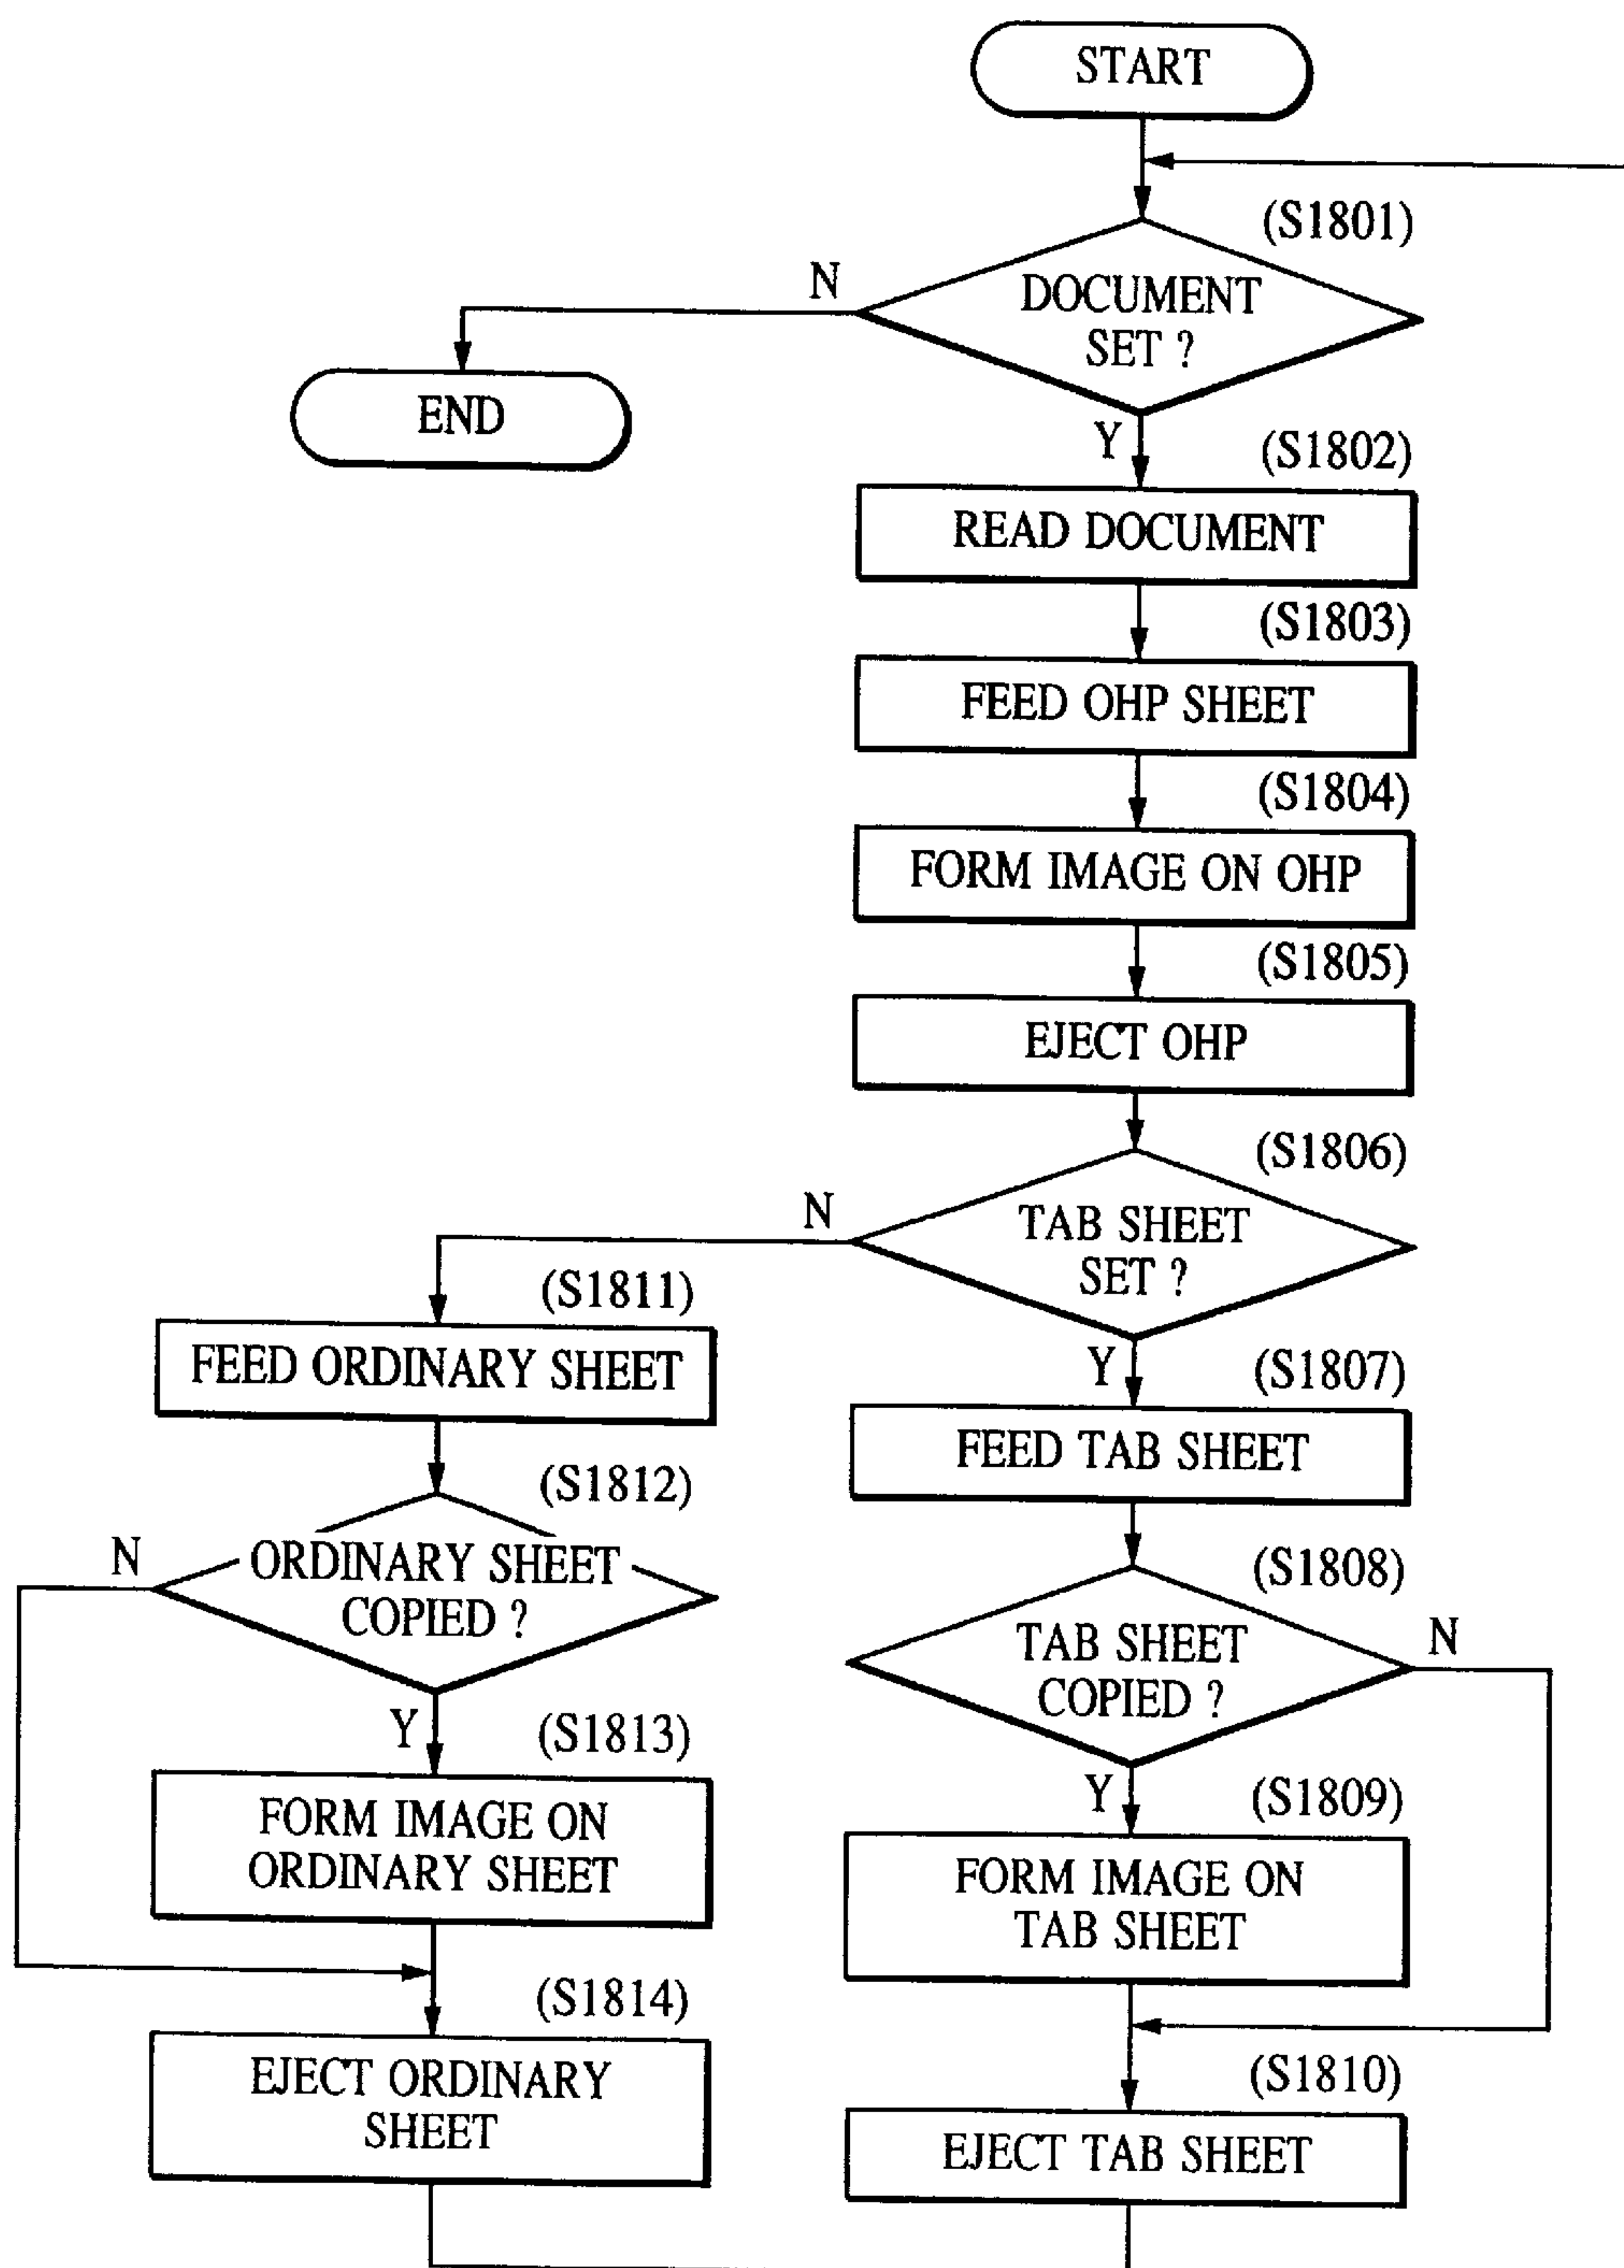 START
(S1801)
N
DOCUMENT
SET ?
END
Y
(S1802)
READ DOCUMENT
(S1803)
FEED OHP SHEET
(S1804)
FORM IMAGE ON OHP
(S1805)
EJECT OHP
(S1806)
N
TAB SHEET
SET ?
(S1811)
FEED ORDINARY SHEET
Y
(S1807)
FEED TAB SHEET
(S1812)
N
ORDINARY SHEET
COPIED ?
(S1808)
TAB SHEET
COPIED ?
N
Y
(S1813)
FORM IMAGE ON
ORDINARY SHEET
Y
(S1809)
FORM IMAGE ON
TAB SHEET
(S1814)
EJECT ORDINARY
SHEET
(S1810)
EJECT TAB SHEET